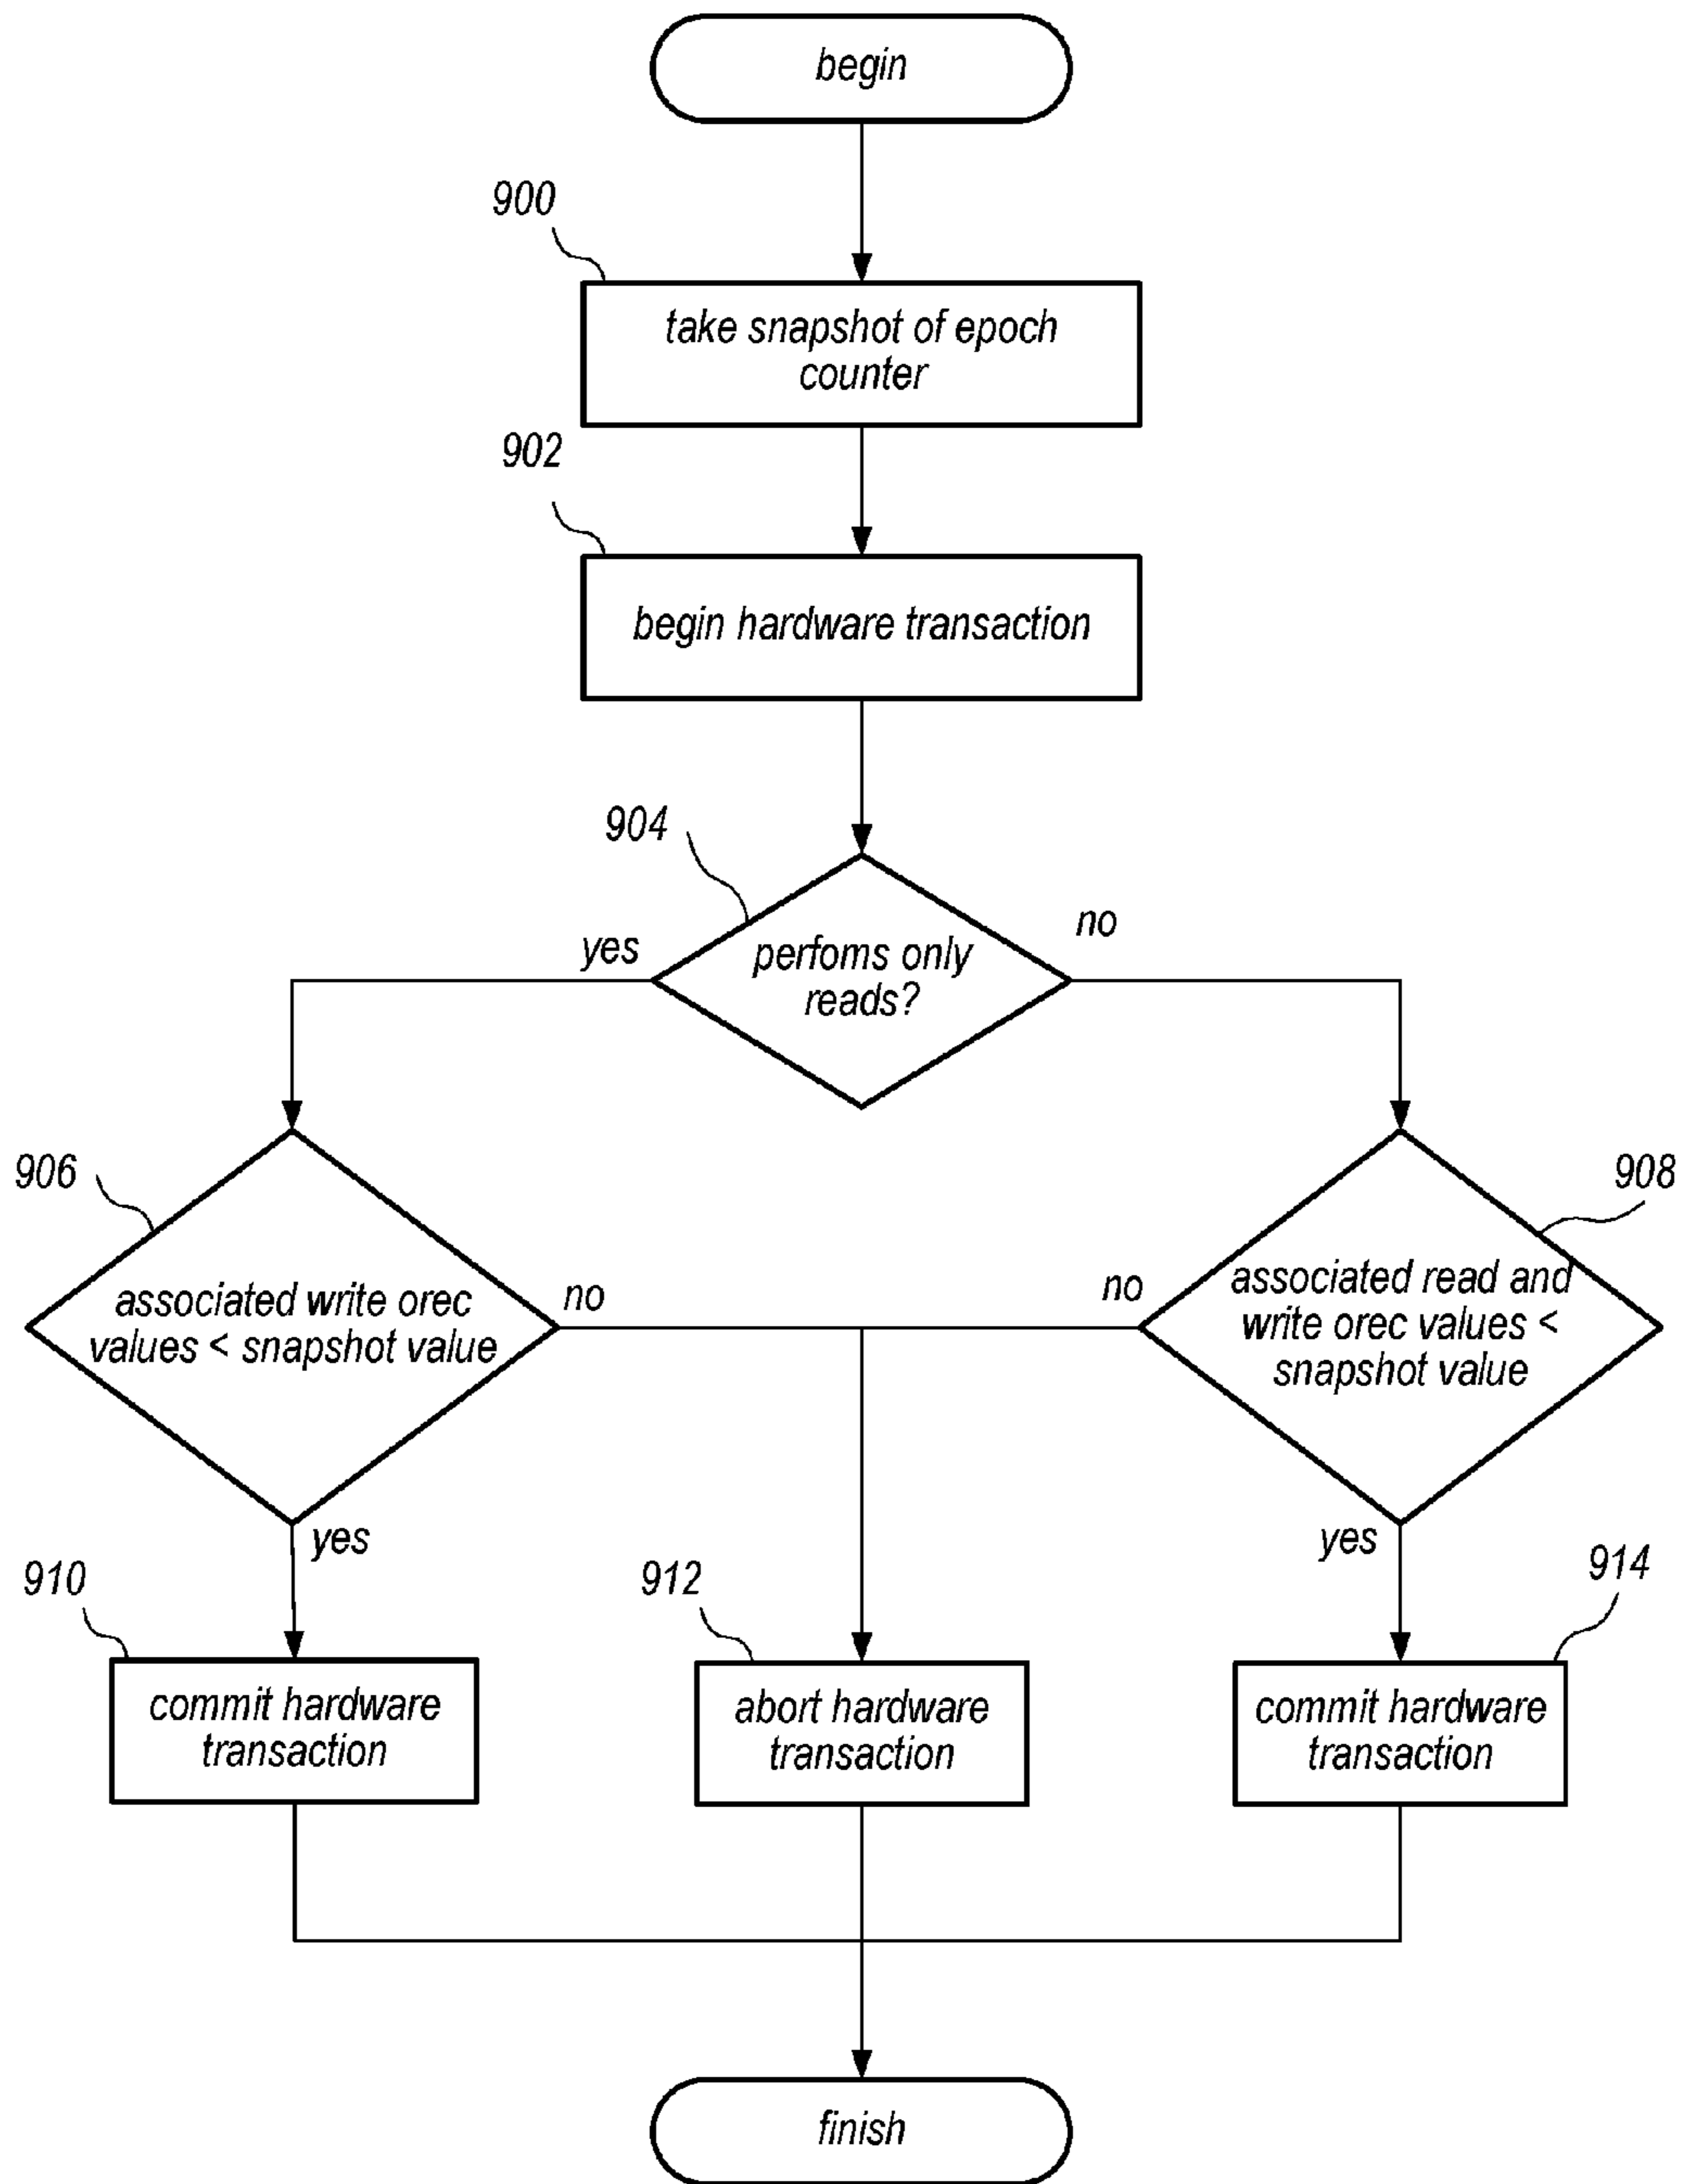 begin
900
take snapshot of epoch
counter
902
begin hardware transaction
904
yes
no
perfoms only
reads?
906
908
associated write orec
values < snapshot value
no
no
associated read and
write orec values <
snapshot value
yes
yes
910
912
914
commit hardware
transaction
abort hardware
transaction
commit hardware
transaction
finish